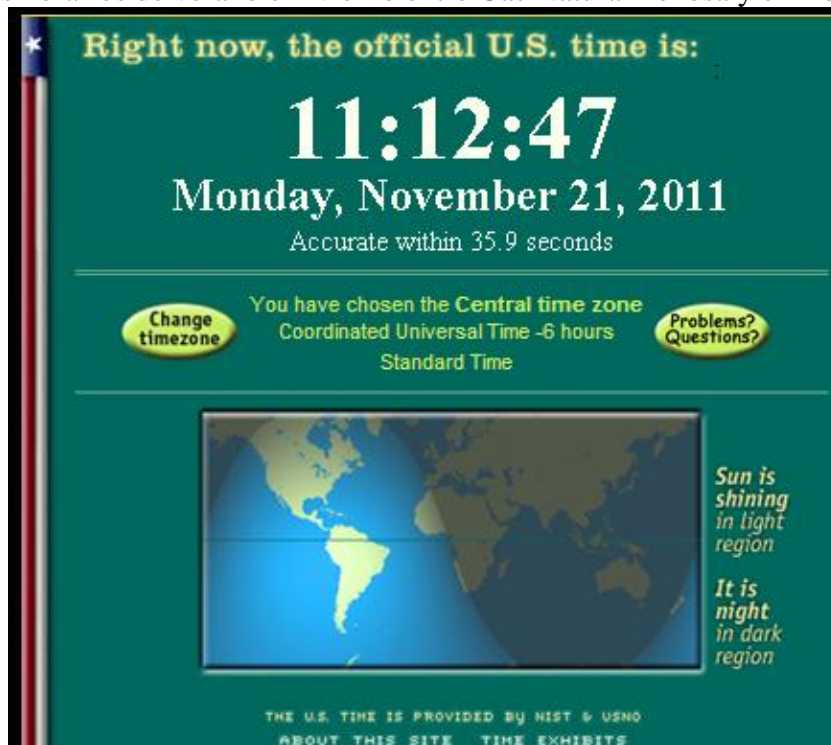 Right now, the official U.S. time is:
11:12:47
Monday, November 21, 2011
Accurate within 35.9 seconds
Change
timezone
You have chosen the Central time zone
Coordinated Universal Time -6 hours
Standard Time
Problems?
Questions?
Sun is
shining
in light
region
It is
night
in dark
region
THE U.S. TIME IS PROVIDED BY NIST & USNO
ABOUT THIS SITE TIME EXHIBITS